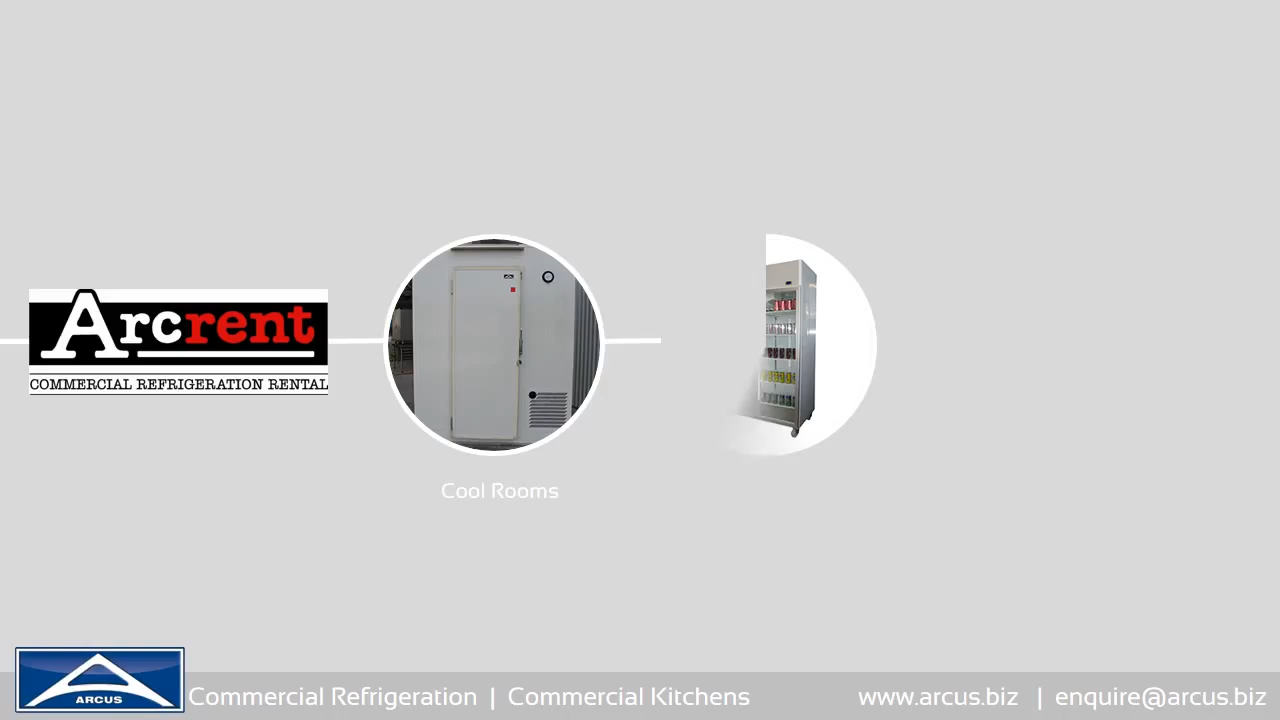 Arcrent
COMMERCIAL REFRIGERATION RENTAL
Cool Rooms
ARCUS
Commercial Refrigeration | Commercial Kitchens
www.arcus.biz | enquire@arcus.biz